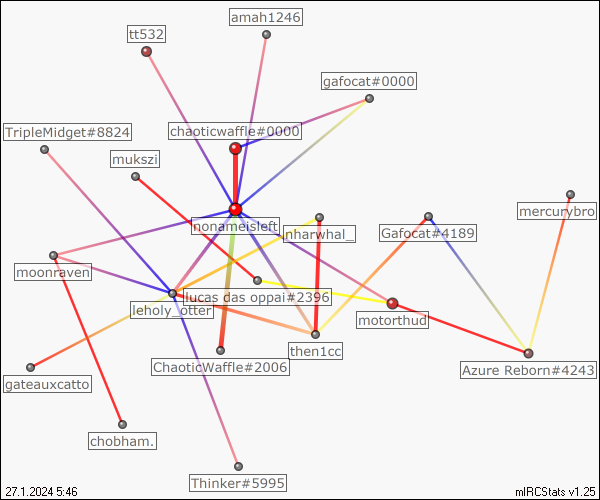 amah1246
tt532
gafocat#0000
TripleMidget#8824
chaoticwaffle#0000
mukszi
mercurybro
nonameisleft
nharwhal_
Gafocat#4189
moonraven
lucas das oppai#2396
leholy_otter
motorthud
then1cc
ChaoticWaffle#2006
Azure Reborn#4243
gateauxcatto
chobham.
Thinker#5995
27.1.2024 5:46
mIRCStats v1.25